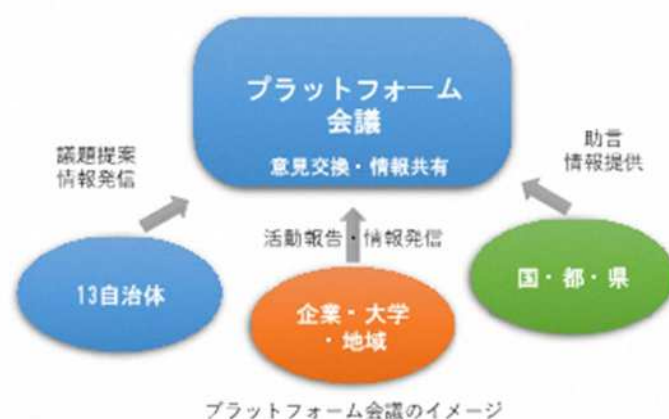 プラットフォーム
会議
意見交換・情報共有
議題提案
情報発信
助言
情報提供
活動報告・情報発信
13自治体
企業・大学
・地域
国・都・県
プラットフォーム会議のイメージ